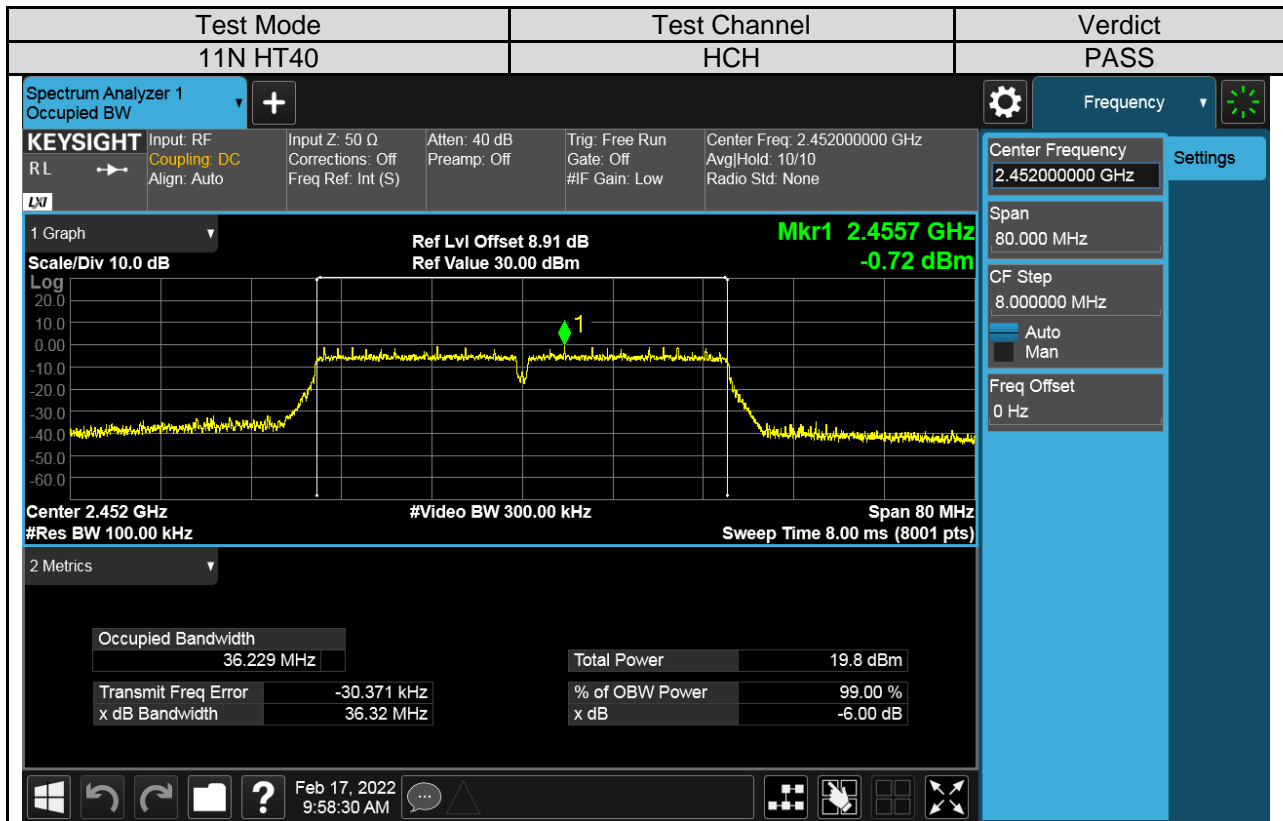 Test Mode Test Channel Verdict
11N HT40 HCH PASS
Spectrum Analyzer 1
Occupied BW
+
Frequency
KEYSIGHT
RL
LXI
Input: RF
Coupling: DC
Align: Auto
Input Z: 50 Ω
Corrections: Off
Freq Ref: Int (S)
Atten: 40 dB
Preamp: Off
Trig: Free Run
Gate: Off
#IF Gain: Low
Center Freq: 2.452000000 GHz
Avg|Hold: 10/10
Radio Std: None
Center Frequency
2.452000000 GHz
Settings
Span
80.000 MHz
CF Step
8.000000 MHz
Auto
Man
Freq Offset
0 Hz
1 Graph
Scale/Div 10.0 dB
Ref Lvl Offset 8.91 dB
Ref Value 30.00 dBm
Mkr1 2.4557 GHz
-0.72 dBm
Log
20.0
10.0
0.00
-10.0
-20.0
-30.0
-40.0
-50.0
-60.0
1
Center 2.452 GHz
#Res BW 100.00 kHz
#Video BW 300.00 kHz
Span 80 MHz
Sweep Time 8.00 ms (8001 pts)
2 Metrics
Occupied Bandwidth
36.229 MHz
Total Power 19.8 dBm
Transmit Freq Error -30.371 kHz
% of OBW Power 99.00 %
x dB Bandwidth 36.32 MHz
x dB -6.00 dB
?
Feb 17, 2022
9:58:30 AM